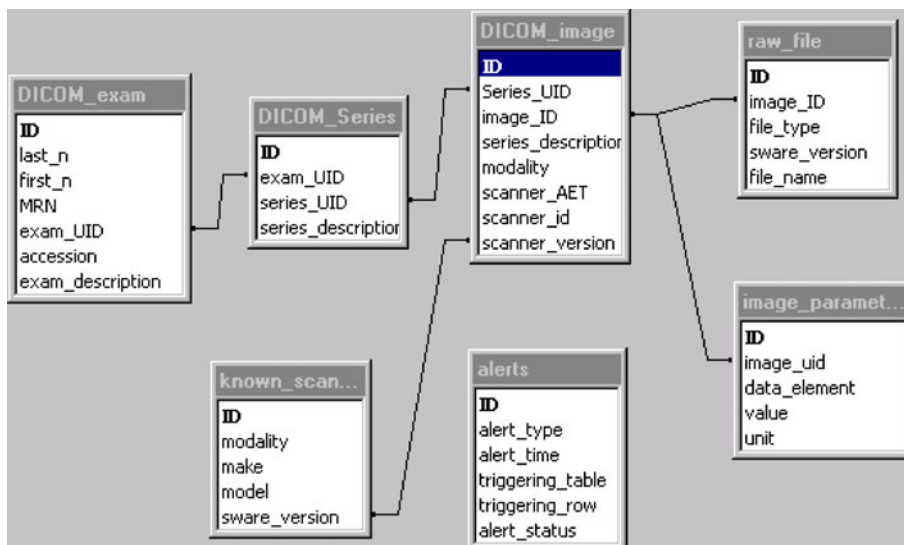 DICOM_exam
ID
last_n
first_n
MRN
exam_UID
accession
exam_description
DICOM_Series
ID
exam_UID
series_UID
series_description
DICOM_image
ID
Series_UID
image_ID
series_description
modality
scanner_AET
scanner_id
scanner_version
raw_file
ID
image_ID
file_type
sware_version
file_name
known_scan...
ID
modality
make
model
sware_version
alerts
ID
alert_type
alert_time
triggering_table
triggering_row
alert_status
image_paramet...
ID
image_uid
data_element
value
unit